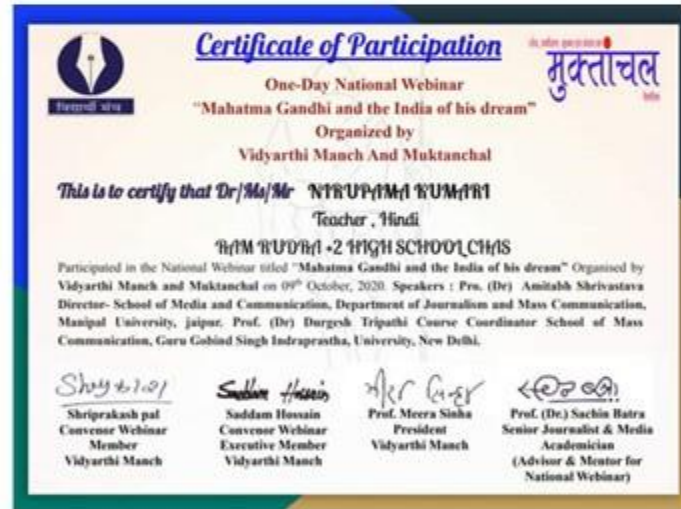 Certificate of Participation
मुक्तांचल
विद्यार्थी मंच
One-Day National Webinar
"Mahatma Gandhi and the India of his dream"
Organized by
Vidyarthi Manch And Muktanchal
This is to certify that Dr/Ms/Mr NIRUPAMA KUMARI
Teacher , Hindi
RAM RUDRA +2 HIGH SCHOOL, CHAS
Participated in the National Webinar titled "Mahatma Gandhi and the India of his dream" Organised by
Vidyarthi Manch and Muktanchal on 09th October, 2020. Speakers : Pro. (Dr) Amitabh Shrivastava
Director- School of Media and Communication, Department of Journalism and Mass Communication,
Manipal University, jaipur. Prof. (Dr) Durgesh Tripathi Course Coordinator School of Mass
Communication, Guru Gobind Singh Indraprastha, University, New Delhi.
Saddam Hossain
Shriprakash pal
Convenor Webinar
Member
Vidyarthi Manch
Saddam Hossain
Convenor Webinar
Executive Member
Vidyarthi Manch
Prof. Meera Sinha
President
Vidyarthi Manch
Prof. (Dr.) Sachin Batra
Senior Journalist & Media
Academician
(Advisor & Mentor for
National Webinar)